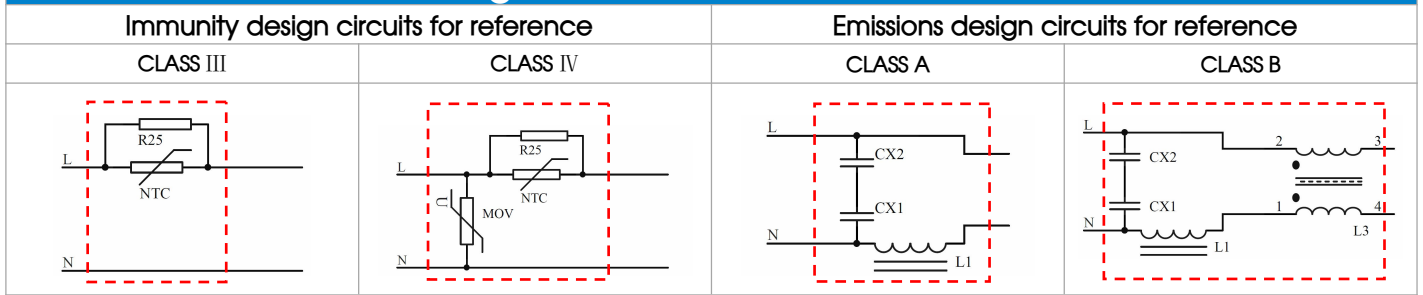 Immunity design circuits for reference
Emissions design circuits for reference
CLASS III
CLASS IV
CLASS A
CLASS B
R25
L
NTC
N
R25
L
NTC
U
MOV
N
L
CX2
CX1
N
L1
L
2
3
CX2
CX1
1
4
N
L1
L3